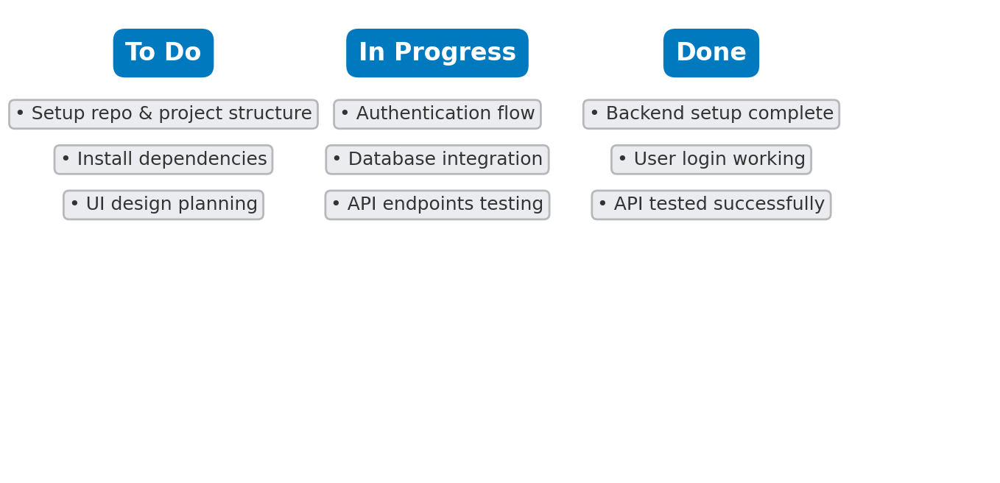 To Do
• Setup repo & project structure
• Install dependencies
• UI design planning
In Progress
• Authentication flow
• Database integration
• API endpoints testing
Done
• Backend setup complete
• User login working
• API tested successfully